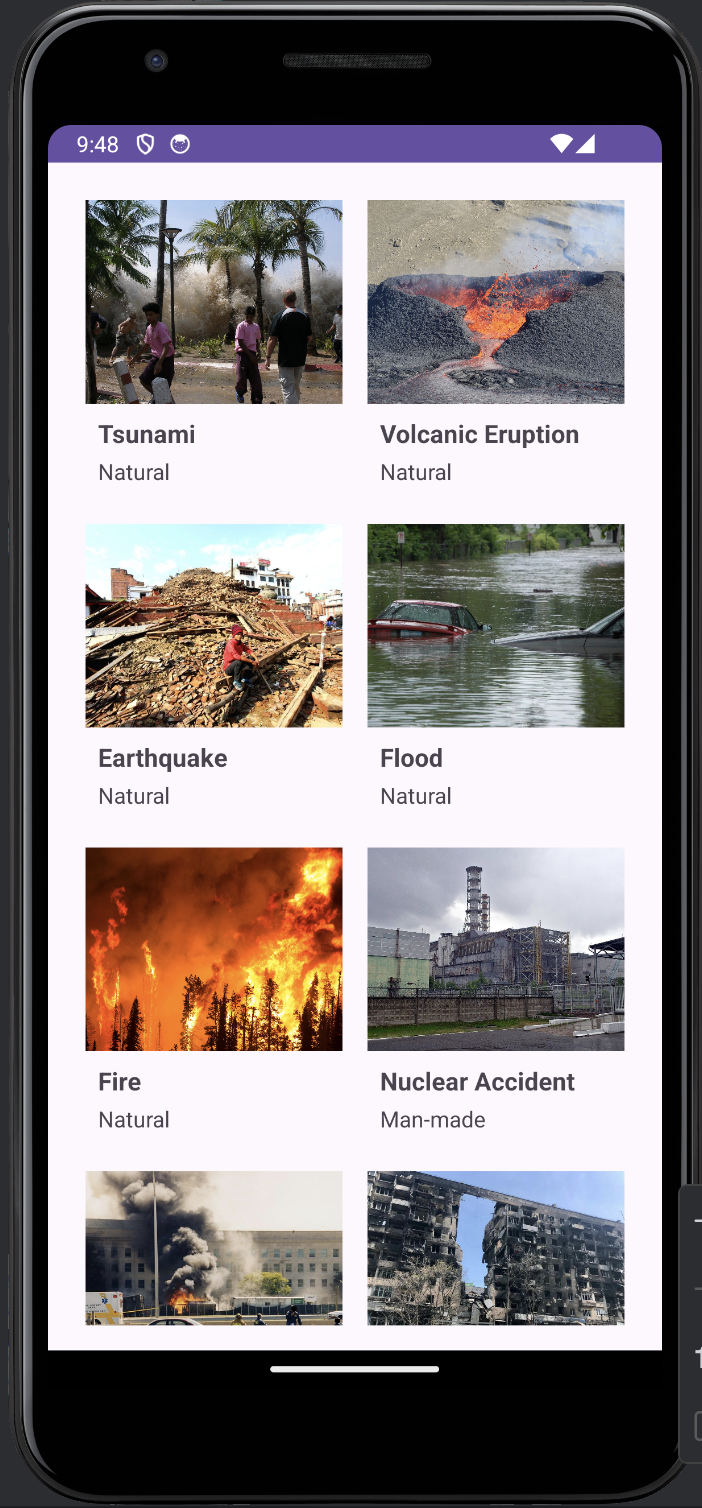 9:48
Tsunami
Natural
Volcanic Eruption
Natural
Earthquake
Natural
Flood
Natural
Fire
Natural
Nuclear Accident
Man-made